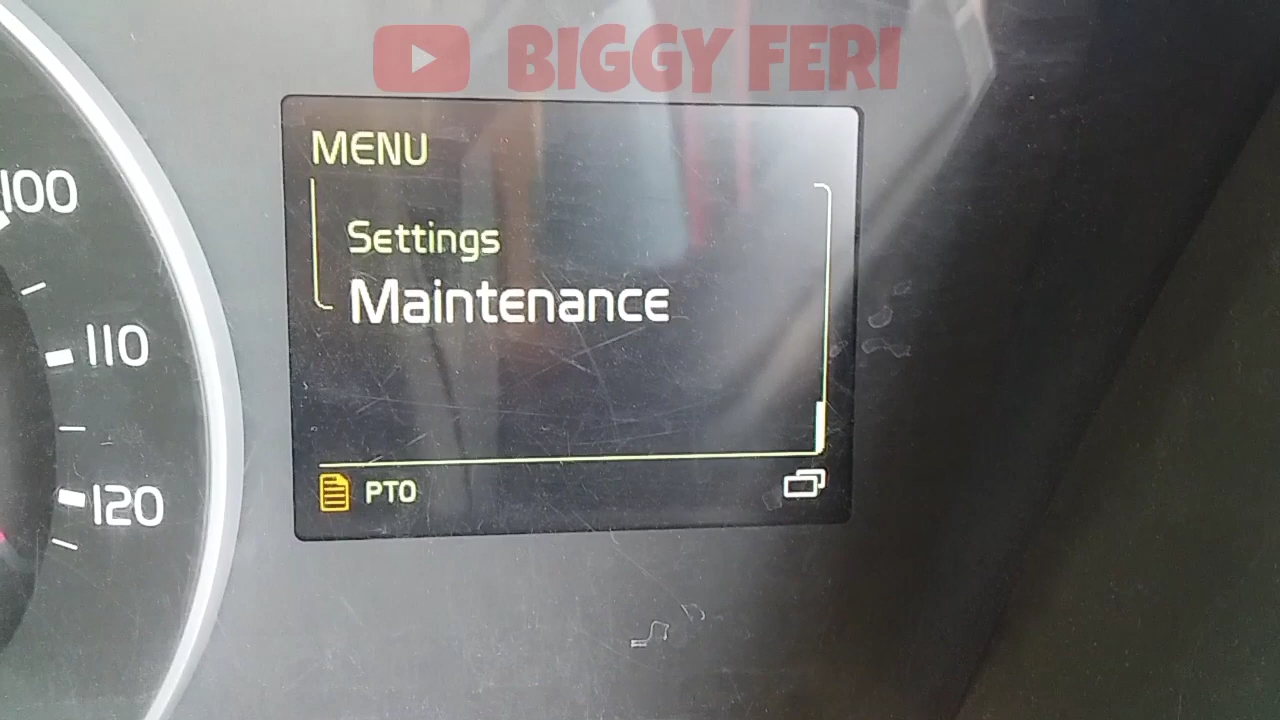 BIGGY FERI
MENU
100
Settings
Maintenance
110
PTO
120